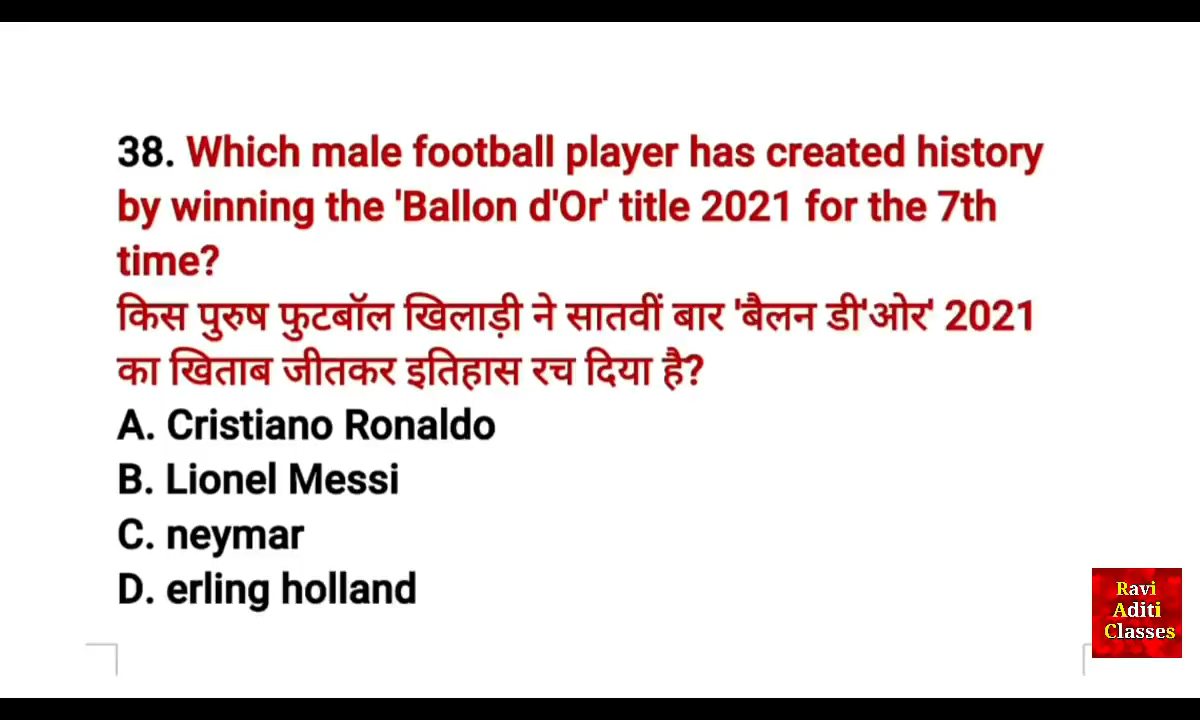 38. Which male football player has created history
by winning the 'Ballon d'Or' title 2021 for the 7th
time?
किस पुरुष फुटबॉल खिलाड़ी ने सातवीं बार 'बैलन डी'ओर' 2021
का खिताब जीतकर इतिहास रच दिया है?
A. Cristiano Ronaldo
B. Lionel Messi
C. neymar
D. erling holland
Ravi
Aditi
Classes